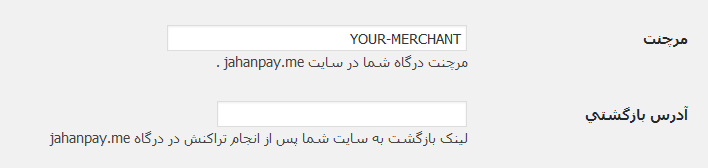 مرچنت
YOUR-MERCHANT
مرچنت درگاه شما در سایت jahanpay.me .
آدرس بازگشتي
لینک بازگشت به سایت شما پس از انجام تراکنش در درگاه jahanpay.me